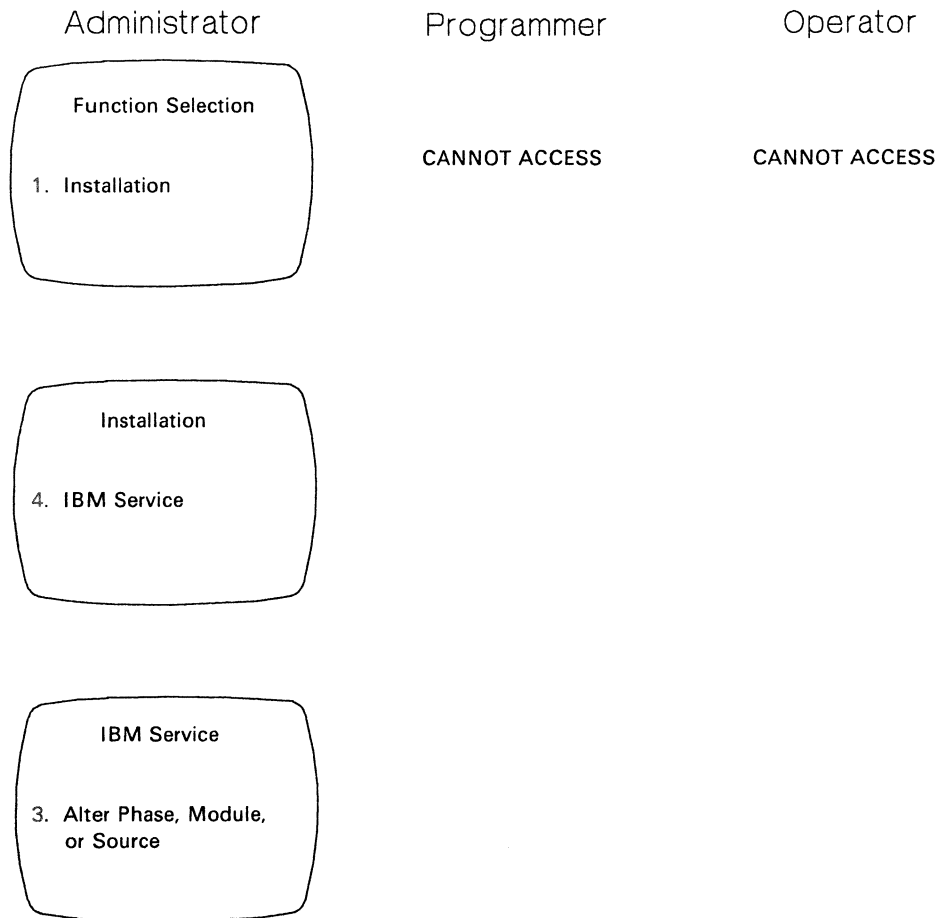 Administrator
Programmer
Operator
Function Selection
1. Installation
CANNOT ACCESS
CANNOT ACCESS
Installation
4. IBM Service
IBM Service
3. Alter Phase, Module,
or Source